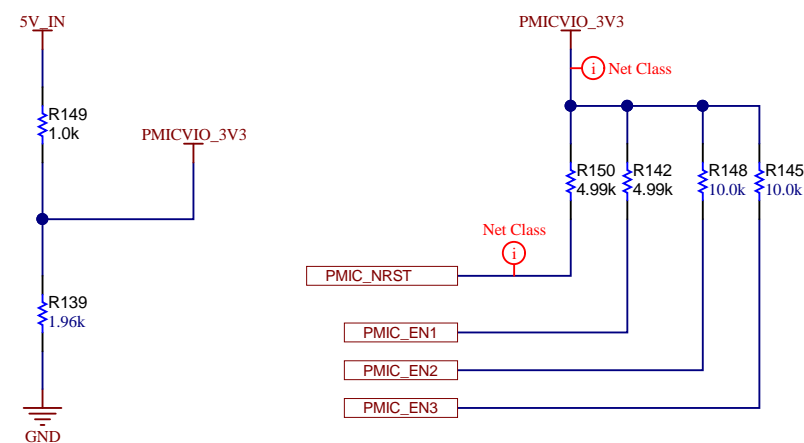 5V_IN
PMICVIO_3V3
i Net Class
R149
1.0k
PMICVIO_3V3
R150
4.99k
R142
4.99k
R148
10.0k
R145
10.0k
Net Class
i
PMIC_NRST
R139
1.96k
PMIC_EN1
PMIC_EN2
PMIC_EN3
GND